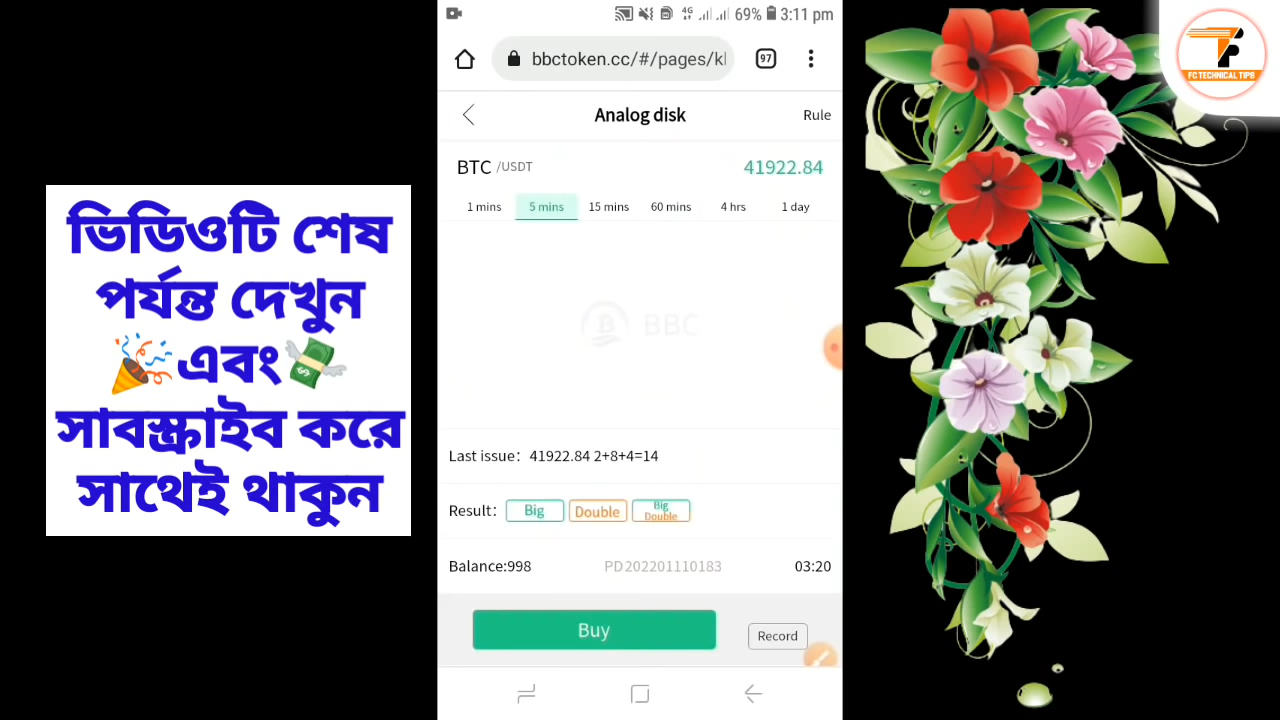 ভিডিওটি শেষ
পর্যন্ত দেখুন
🎉এবং💸
সাবস্ক্রাইব করে
সাথেই থাকুন
4G 69% 3:11 pm
bbctoken.cc/#/pages/kl
97
Analog disk
Rule
BTC /USDT
41922.84
1 mins 5 mins 15 mins 60 mins 4 hrs 1 day
BBC
Last issue: 41922.84 2+8+4=14
Result: Big Double Big Double
Balance:998 PD202201110183 03:20
Buy
Record
TF
FC TECHNICAL TIPS